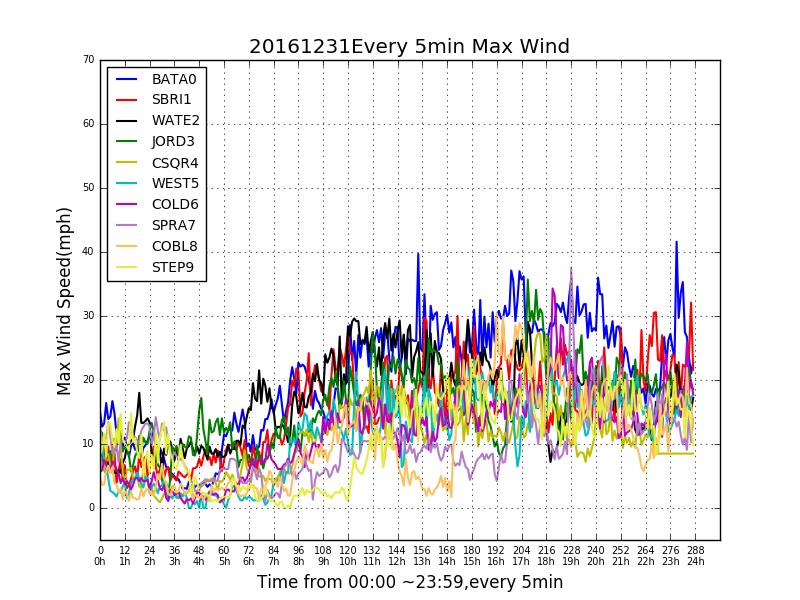 20161231Every 5min Max Wind
Max Wind Speed(mph)
70
60
50
40
30
20
10
0
BATA0
SBRI1
WATE2
JORD3
CSQR4
WEST5
COLD6
SPRA7
COBL8
STEP9
0 12 24 36 48 60 72 84 96 108 120 132 144 156 168 180 192 204 216 228 240 252 264 276 288
0h 1h 2h 3h 4h 5h 6h 7h 8h 9h 10h 11h 12h 13h 14h 15h 16h 17h 18h 19h 20h 21h 22h 23h 24h
Time from 00:00 ~23:59,every 5min